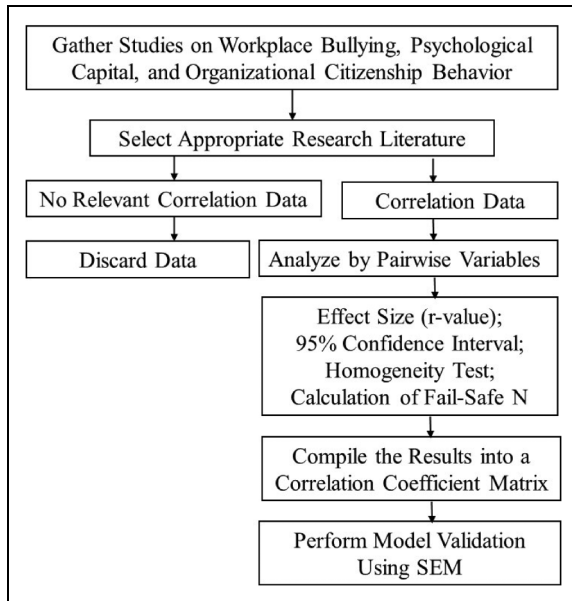 Gather Studies on Workplace Bullying, Psychological
Capital, and Organizational Citizenship Behavior
Select Appropriate Research Literature
No Relevant Correlation Data
Correlation Data
Discard Data
Analyze by Pairwise Variables
Effect Size (r-value);
95% Confidence Interval;
Homogeneity Test;
Calculation of Fail-Safe N
Compile the Results into a
Correlation Coefficient Matrix
Perform Model Validation
Using SEM